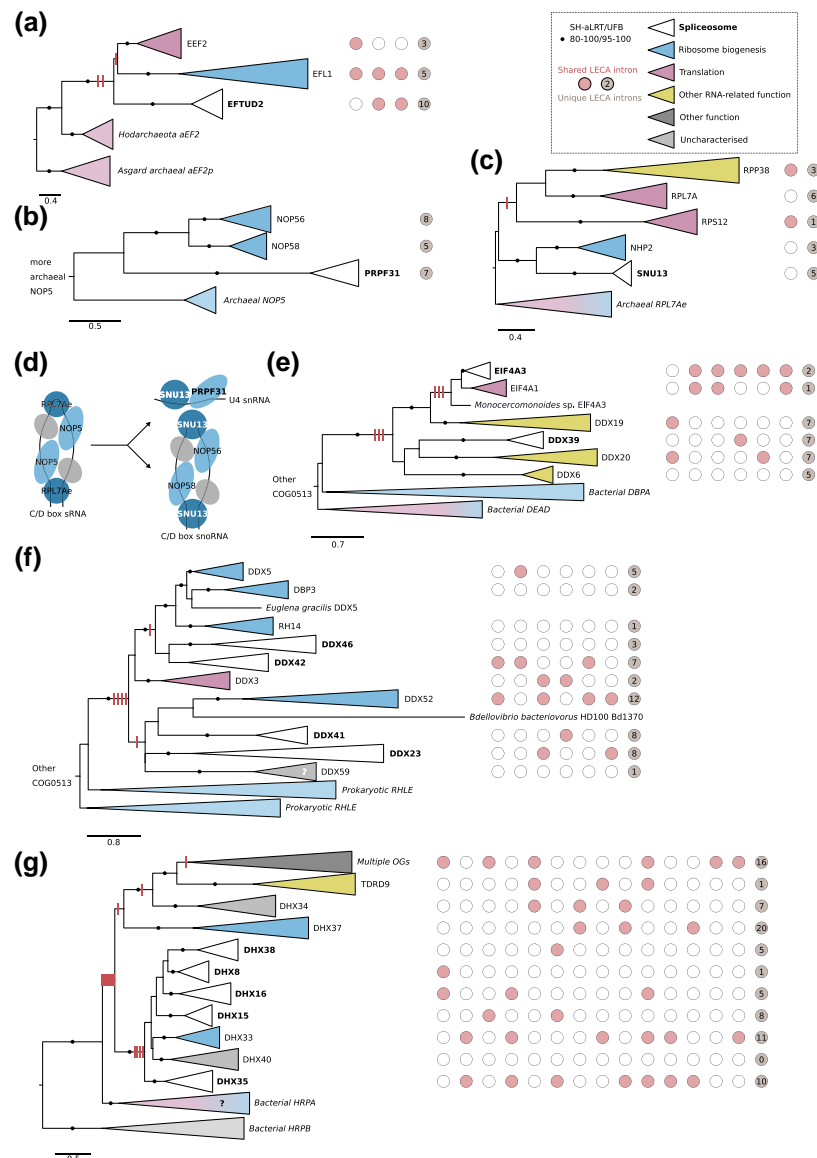 (a)
EEF2
3
EFL1
5
EFTUD2
10
Hodarchaeota aEF2
Asgard archaeal aEF2p
0.4
SH-aLRT/UFB
80-100/95-100
Shared LECA intron
2
Unique LECA introns
Spliceosome
Ribosome biogenesis
Translation
Other RNA-related function
Other function
Uncharacterised
(b)
NOP56
8
NOP58
5
more
archaeal
NOP5
PRPF31
7
Archaeal NOP5
0.5
(c)
RPP38
3
RPL7A
6
RPS12
1
NHP2
3
SNU13
5
Archaeal RPL7Ae
0.4
(d)
RPL7Ae
NOP5
NOP5
RPL7Ae
C/D box sRNA
SNU13
PRPF31
U4 snRNA
SNU13
NOP56
NOP58
SNU13
C/D box snoRNA
(e)
EIF4A3
2
EIF4A1
1
Monocercomonoides sp. EIF4A3
DDX19
7
DDX39
7
DDX20
7
DDX6
5
Other
COG0513
Bacterial DBPA
Bacterial DEAD
0.7
(f)
DDX5
5
DBP3
2
Euglena gracilis DDX5
RH14
1
DDX46
3
DDX42
7
DDX3
2
DDX52
12
Bdellovibrio bacteriovorus HD100 Bd1370
DDX41
8
DDX23
8
?
DDX59
1
Other
COG0513
Prokaryotic RHLE
Prokaryotic RHLE
0.8
(g)
Multiple OGs
16
TDRD9
1
DHX34
7
DHX37
20
DHX38
5
DHX8
1
DHX16
5
DHX15
8
DHX33
11
DHX40
0
DHX35
10
?
Bacterial HRPA
Bacterial HRPB
0.5